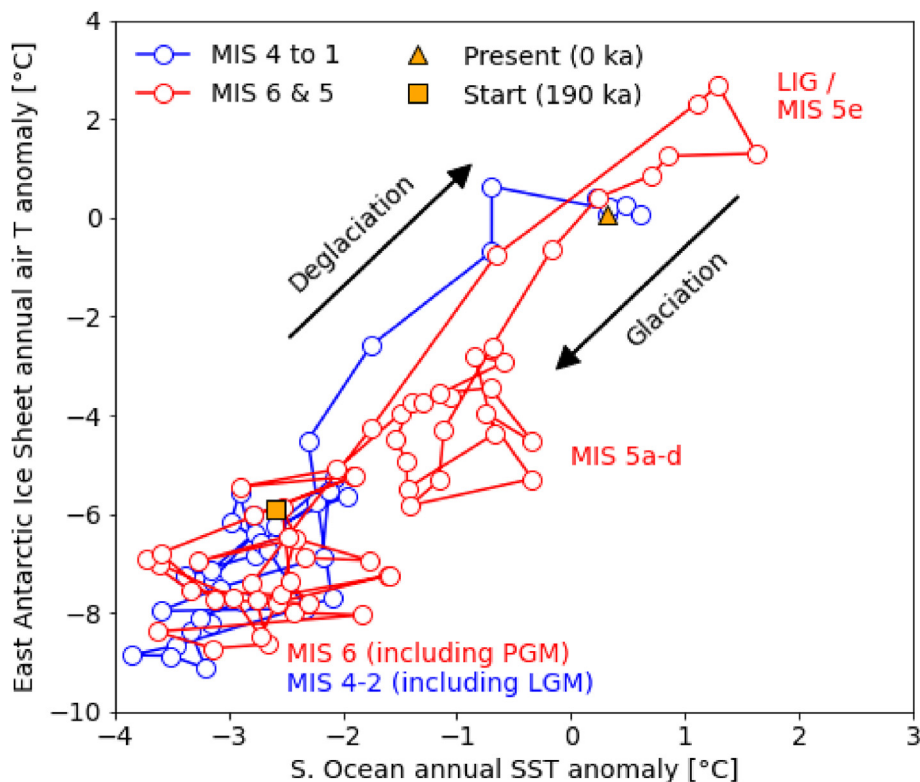 MIS 4 to 1
MIS 6 & 5
Present (0 ka)
Start (190 ka)
LIG /
MIS 5e
Deglaciation
Glaciation
MIS 5a-d
MIS 6 (including PGM)
MIS 4-2 (including LGM)
East Antarctic Ice Sheet annual air T anomaly [°C]
4
2
0
−2
−4
−6
−8
−10
−4
−3
−2
−1
0
1
2
3
S. Ocean annual SST anomaly [°C]